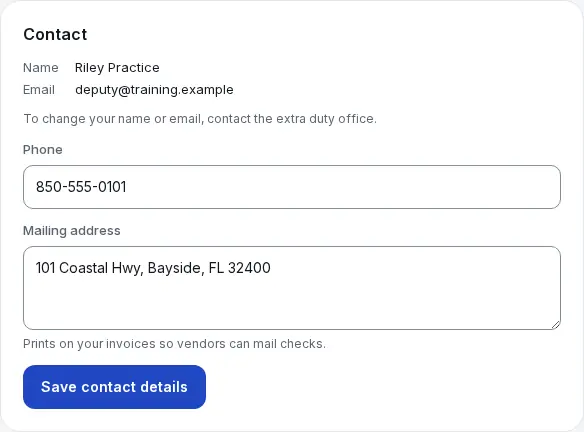 Contact
Name Riley Practice
Email deputy@training.example
To change your name or email, contact the extra duty office.
Phone
850-555-0101
Mailing address
101 Coastal Hwy, Bayside, FL 32400
Prints on your invoices so vendors can mail checks.
Save contact details